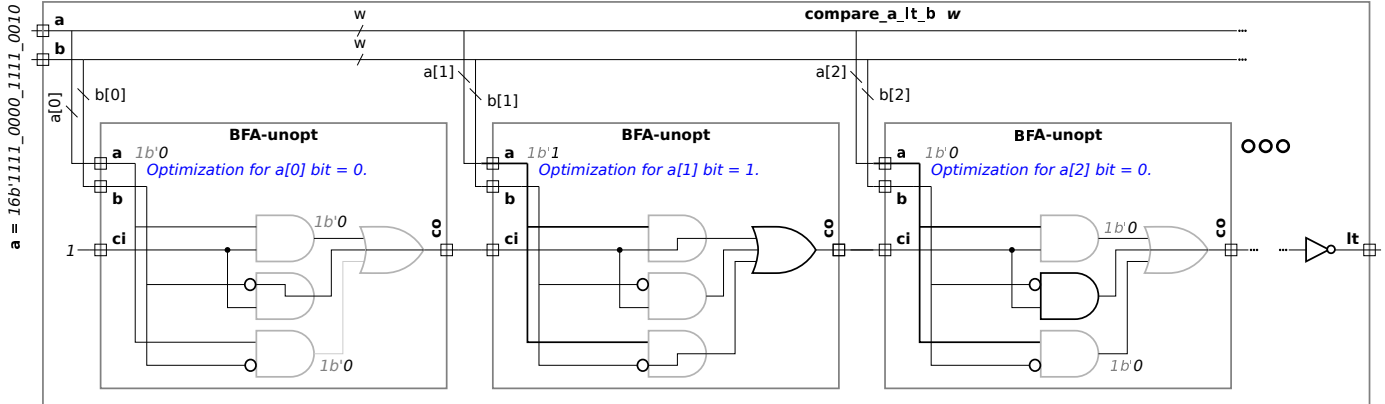 a = 16b'1111_0000_1111_0010
a
b
w
w
compare_a_lt_b w
...
...
a[0]
b[0]
a[1]
b[1]
a[2]
b[2]
BFA-unopt
a
1b'0
Optimization for a[0] bit = 0.
b
1b'0
1
ci
co
1b'0
BFA-unopt
a
1b'1
Optimization for a[1] bit = 1.
b
ci
co
BFA-unopt
a
1b'0
Optimization for a[2] bit = 0.
b
1b'0
ci
co
1b'0
... ...
lt